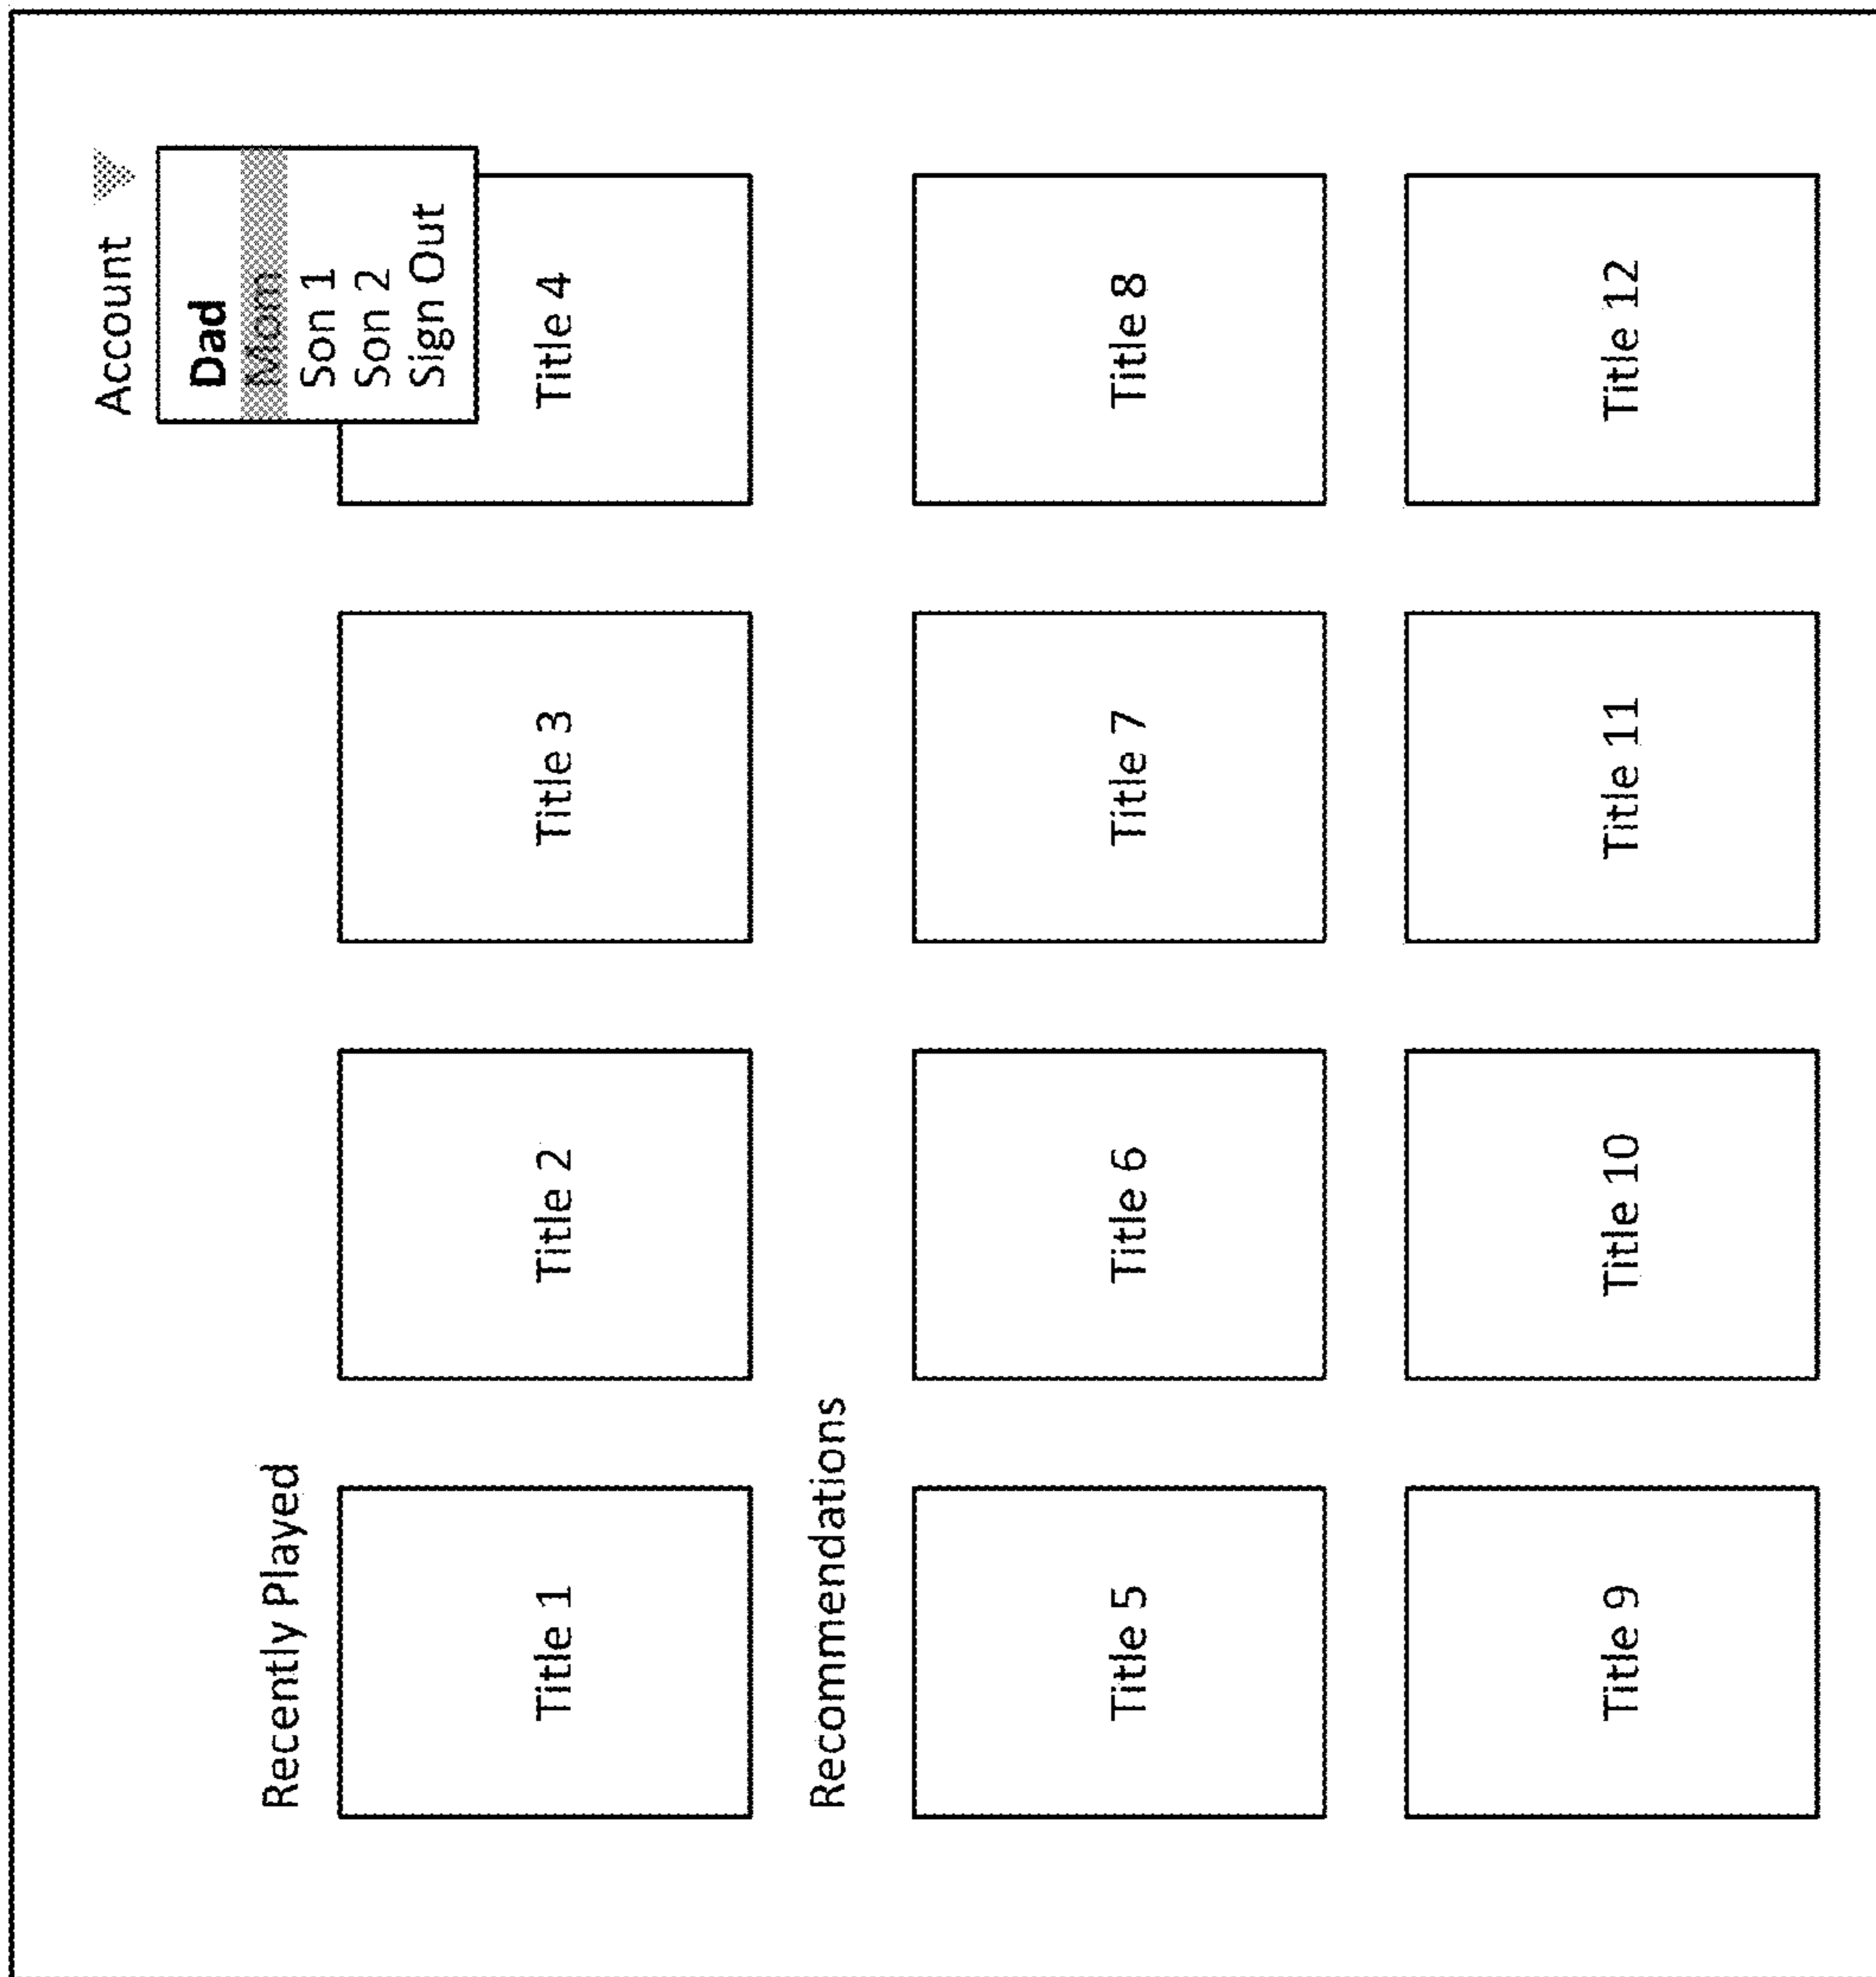 Account
Dad
Mom
Son 1
Son 2
Sign Out
Recently Played
Title 1
Title 2
Title 3
Title 4
Recommendations
Title 5
Title 6
Title 7
Title 8
Title 9
Title 10
Title 11
Title 12